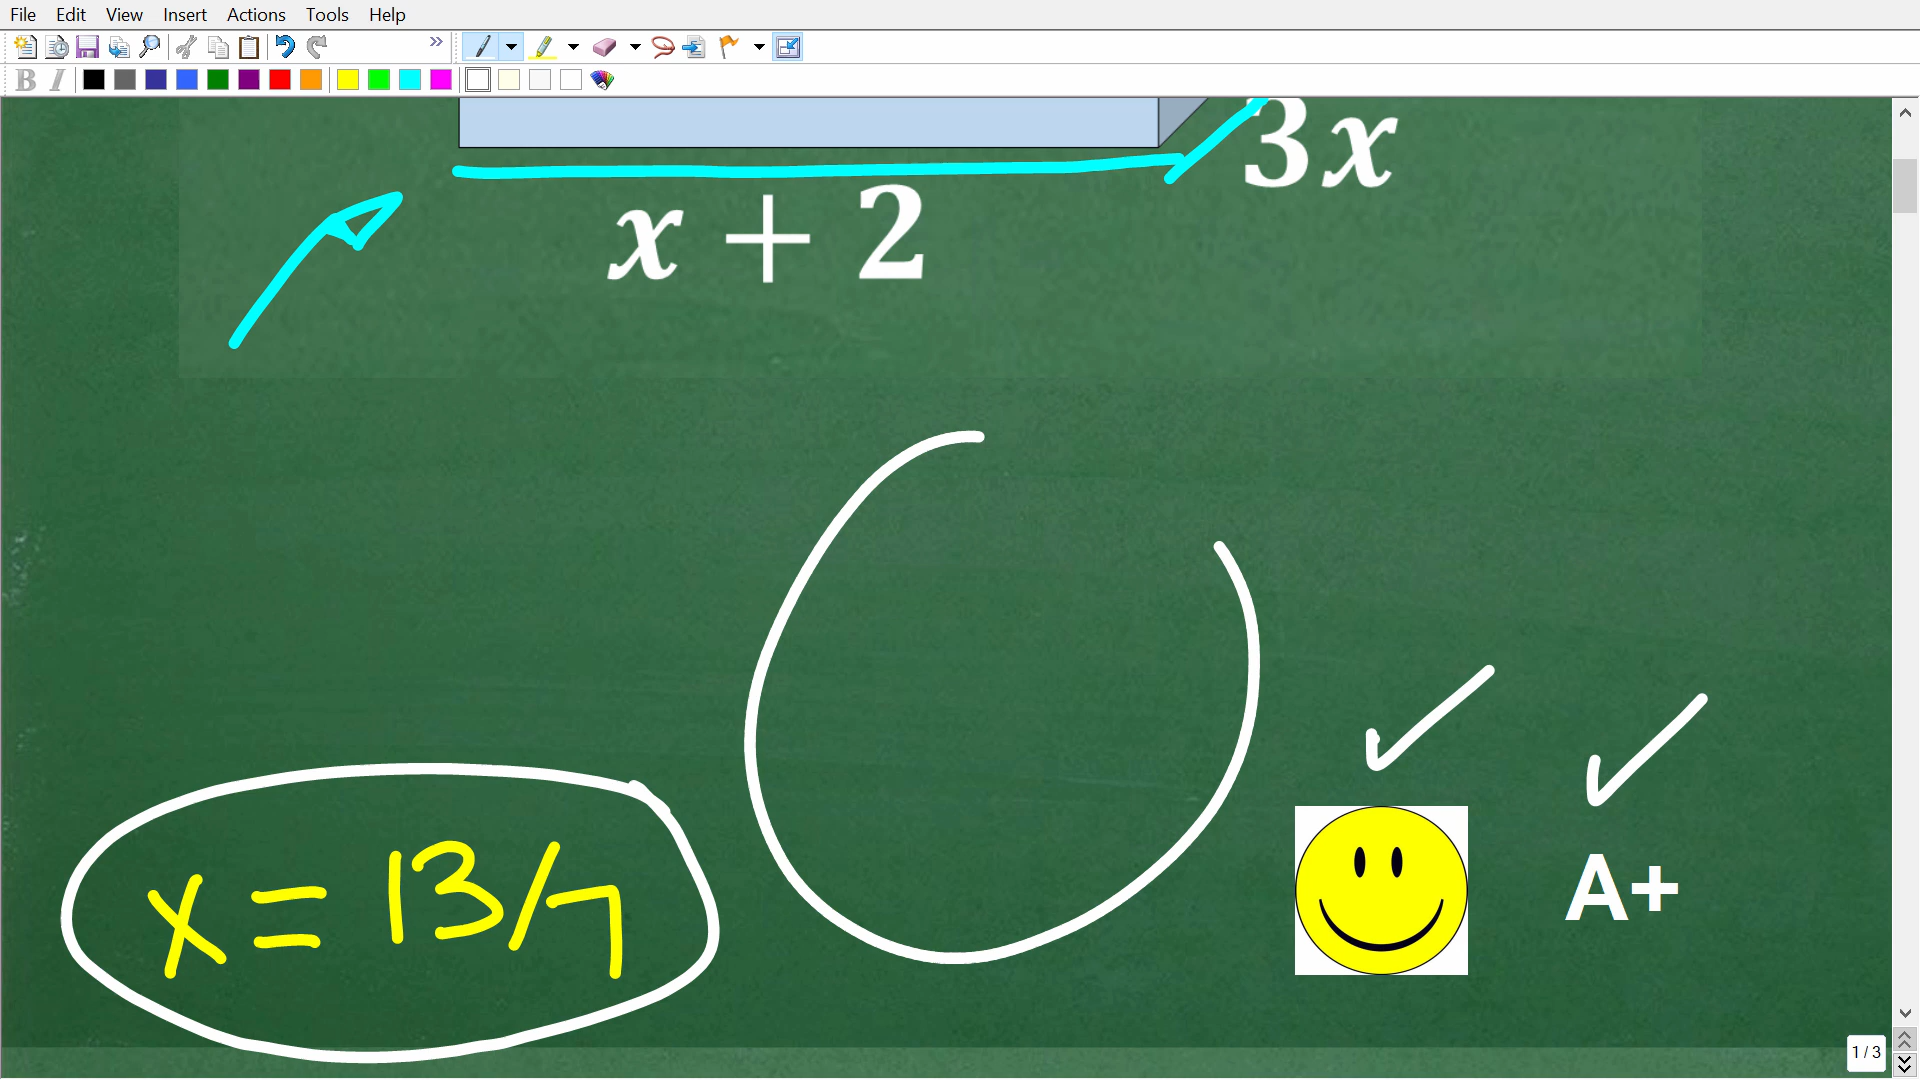 File Edit View Insert Actions Tools Help
B I
3x
x + 2
x = 13/7
A+
1 / 3